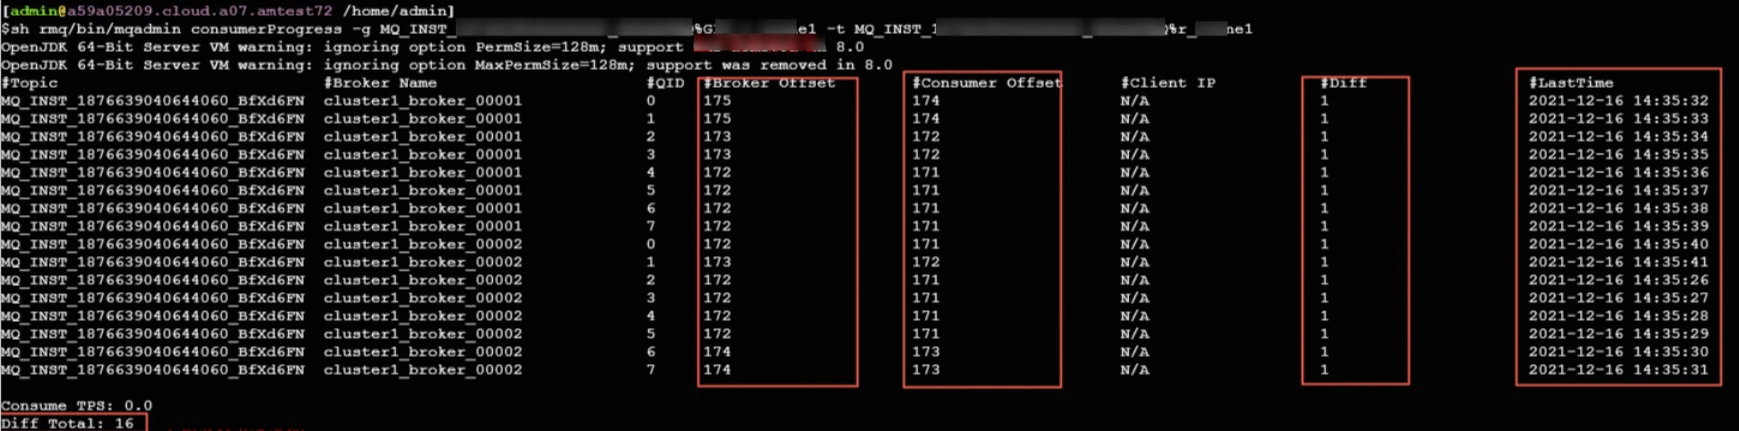 [admin@a59a05209.cloud.a07.amtest72 /home/admin]
$sh rmq/bin/mqadmin consumerProgress -g MQ_INST_ %G e1 -t MQ_INST_1 %r_ ne1
OpenJDK 64-Bit Server VM warning: ignoring option PermSize=128m; support in 8.0
OpenJDK 64-Bit Server VM warning: ignoring option MaxPermSize=128m; support was removed in 8.0
#Topic #Broker Name #QID #Broker Offset #Consumer Offset #Client IP #Diff #LastTime
MQ_INST_1876639040644060_BfXd6FN cluster1_broker_00001 0 175 174 N/A 1 2021-12-16 14:35:32
MQ_INST_1876639040644060_BfXd6FN cluster1_broker_00001 1 175 174 N/A 1 2021-12-16 14:35:33
MQ_INST_1876639040644060_BfXd6FN cluster1_broker_00001 2 173 172 N/A 1 2021-12-16 14:35:34
MQ_INST_1876639040644060_BfXd6FN cluster1_broker_00001 3 173 172 N/A 1 2021-12-16 14:35:35
MQ_INST_1876639040644060_BfXd6FN cluster1_broker_00001 4 172 171 N/A 1 2021-12-16 14:35:36
MQ_INST_1876639040644060_BfXd6FN cluster1_broker_00001 5 172 171 N/A 1 2021-12-16 14:35:37
MQ_INST_1876639040644060_BfXd6FN cluster1_broker_00001 6 172 171 N/A 1 2021-12-16 14:35:38
MQ_INST_1876639040644060_BfXd6FN cluster1_broker_00001 7 172 171 N/A 1 2021-12-16 14:35:39
MQ_INST_1876639040644060_BfXd6FN cluster1_broker_00002 0 172 171 N/A 1 2021-12-16 14:35:40
MQ_INST_1876639040644060_BfXd6FN cluster1_broker_00002 1 173 172 N/A 1 2021-12-16 14:35:41
MQ_INST_1876639040644060_BfXd6FN cluster1_broker_00002 2 172 171 N/A 1 2021-12-16 14:35:26
MQ_INST_1876639040644060_BfXd6FN cluster1_broker_00002 3 172 171 N/A 1 2021-12-16 14:35:27
MQ_INST_1876639040644060_BfXd6FN cluster1_broker_00002 4 172 171 N/A 1 2021-12-16 14:35:28
MQ_INST_1876639040644060_BfXd6FN cluster1_broker_00002 5 172 171 N/A 1 2021-12-16 14:35:29
MQ_INST_1876639040644060_BfXd6FN cluster1_broker_00002 6 174 173 N/A 1 2021-12-16 14:35:30
MQ_INST_1876639040644060_BfXd6FN cluster1_broker_00002 7 174 173 N/A 1 2021-12-16 14:35:31
Consume TPS: 0.0
Diff Total: 16